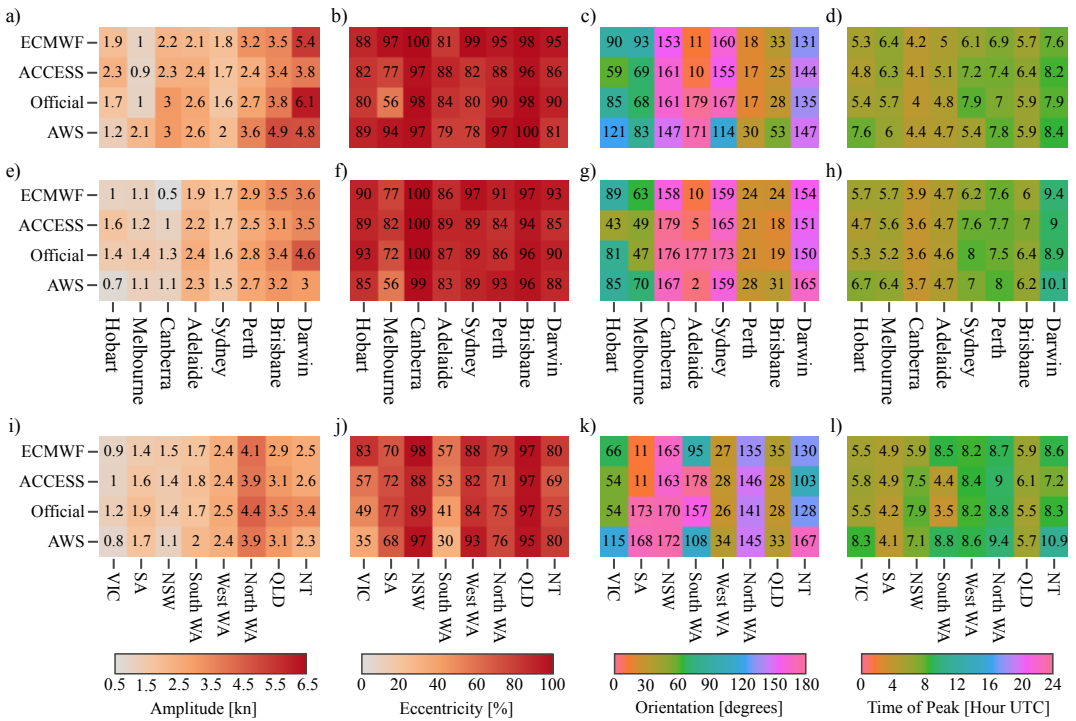 a) b) c) d)
ECMWF 1.9 1 2.2 2.1 1.8 3.2 3.5 5.4 88 97 100 81 99 95 98 95 90 93 153 11 160 18 33 131 5.3 6.4 4.2 5 6.1 6.9 5.7 7.6
ACCESS 2.3 0.9 2.3 2.4 1.7 2.4 3.4 3.8 82 77 97 88 82 88 96 86 59 69 161 10 155 17 25 144 4.8 6.3 4.1 5.1 7.2 7.4 6.4 8.2
Official 1.7 1 3 2.6 1.6 2.7 3.8 6.1 80 56 98 84 80 90 98 90 85 68 161 179 167 17 28 135 5.4 5.7 4 4.8 7.9 7 5.9 7.9
AWS 1.2 2.1 3 2.6 2 3.6 4.9 4.8 89 94 97 79 78 97 100 81 121 83 147 171 114 30 53 147 7.6 6 4.4 4.7 5.4 7.8 5.9 8.4
e) f) g) h)
ECMWF 1 1.1 0.5 1.9 1.7 2.9 3.5 3.6 90 77 100 86 97 91 97 93 89 63 158 10 159 24 24 154 5.7 5.7 4.0 4.7 6.2 7.6 6 9.4
ACCESS 1.6 1.2 1 2.2 1.7 2.5 3.1 3.5 89 82 100 89 89 84 94 85 43 49 179 5 165 21 18 151 4.7 5.6 3.6 4.7 7.6 7.7 7 9
Official 1.4 1.4 1.3 2.4 1.6 2.8 3.4 4.6 93 72 100 87 89 86 96 90 81 47 176 177 173 21 19 150 5.3 5.2 3.6 4.6 8 7.5 6.4 8.9
AWS 0.7 1.1 1.1 2.3 1.5 2.7 3.2 3 85 56 99 83 89 93 96 88 85 70 167 2 159 28 31 165 6.7 6.4 3.7 4.7 7 8 6.2 10.1
Hobart Melbourne Canberra Adelaide Sydney Perth Brisbane Darwin Hobart Melbourne Canberra Adelaide Sydney Perth Brisbane Darwin Hobart Melbourne Canberra Adelaide Sydney Perth Brisbane Darwin Hobart Melbourne Canberra Adelaide Sydney Perth Brisbane Darwin
i) j) k) l)
ECMWF 0.9 1.4 1.5 1.7 2.4 4.1 2.9 2.5 83 70 98 57 88 76 97 80 66 11 165 95 27 135 35 130 5.5 4.9 5.9 8.5 8.2 8.7 5.9 8.6
ACCESS 1 1.6 1.4 1.8 2.4 3.9 3.1 2.6 57 72 88 53 82 71 97 69 54 11 163 178 28 146 28 103 5.8 4.9 7.5 4.4 8.4 9 6.1 7.2
Official 1.2 1.9 1.4 1.7 2.5 4.4 3.5 3.4 49 77 89 41 84 75 97 75 54 173 170 157 26 141 28 128 5.5 4.2 7.9 3.5 8.2 8.8 5.5 8.3
AWS 0.8 1.7 1.1 2 2.4 3.9 3.1 2.3 35 68 97 30 93 76 95 80 115 168 172 108 34 145 33 167 8.3 4.1 7.1 8.8 8.6 9.4 5.7 10.9
VIC SA NSW South WA West WA North WA QLD NT VIC SA NSW South WA West WA North WA QLD NT VIC SA NSW South WA West WA North WA QLD NT VIC SA NSW South WA West WA North WA QLD NT
0.5 1.5 2.5 3.5 4.5 5.5 6.5 0 20 40 60 80 100 0 30 60 90 120 150 180 0 4 8 12 16 20 24
Amplitude [kn] Eccentricity [%] Orientation [degrees] Time of Peak [Hour UTC]